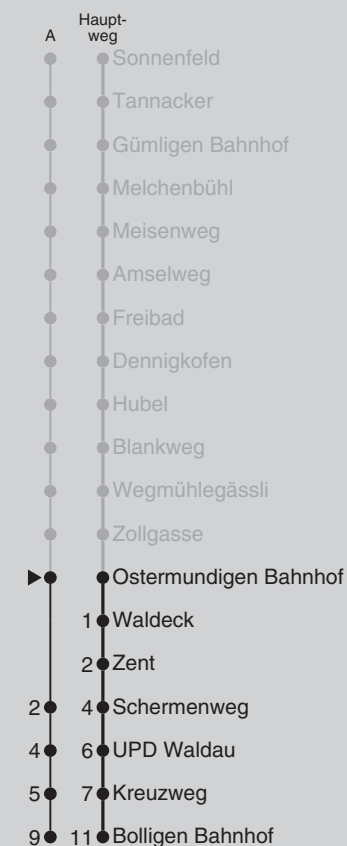 A Haupt-
weg
Sonnenfeld
Tannacker
Gümligen Bahnhof
Melchenbühl
Meisenweg
Amselweg
Freibad
Dennigkofen
Hubel
Blankweg
Wegmühlegässli
Zollgasse
Ostermundigen Bahnhof
1 Waldeck
2 Zent
2 4 Schermenweg
4 6 UPD Waldau
5 7 Kreuzweg
9 11 Bolligen Bahnhof